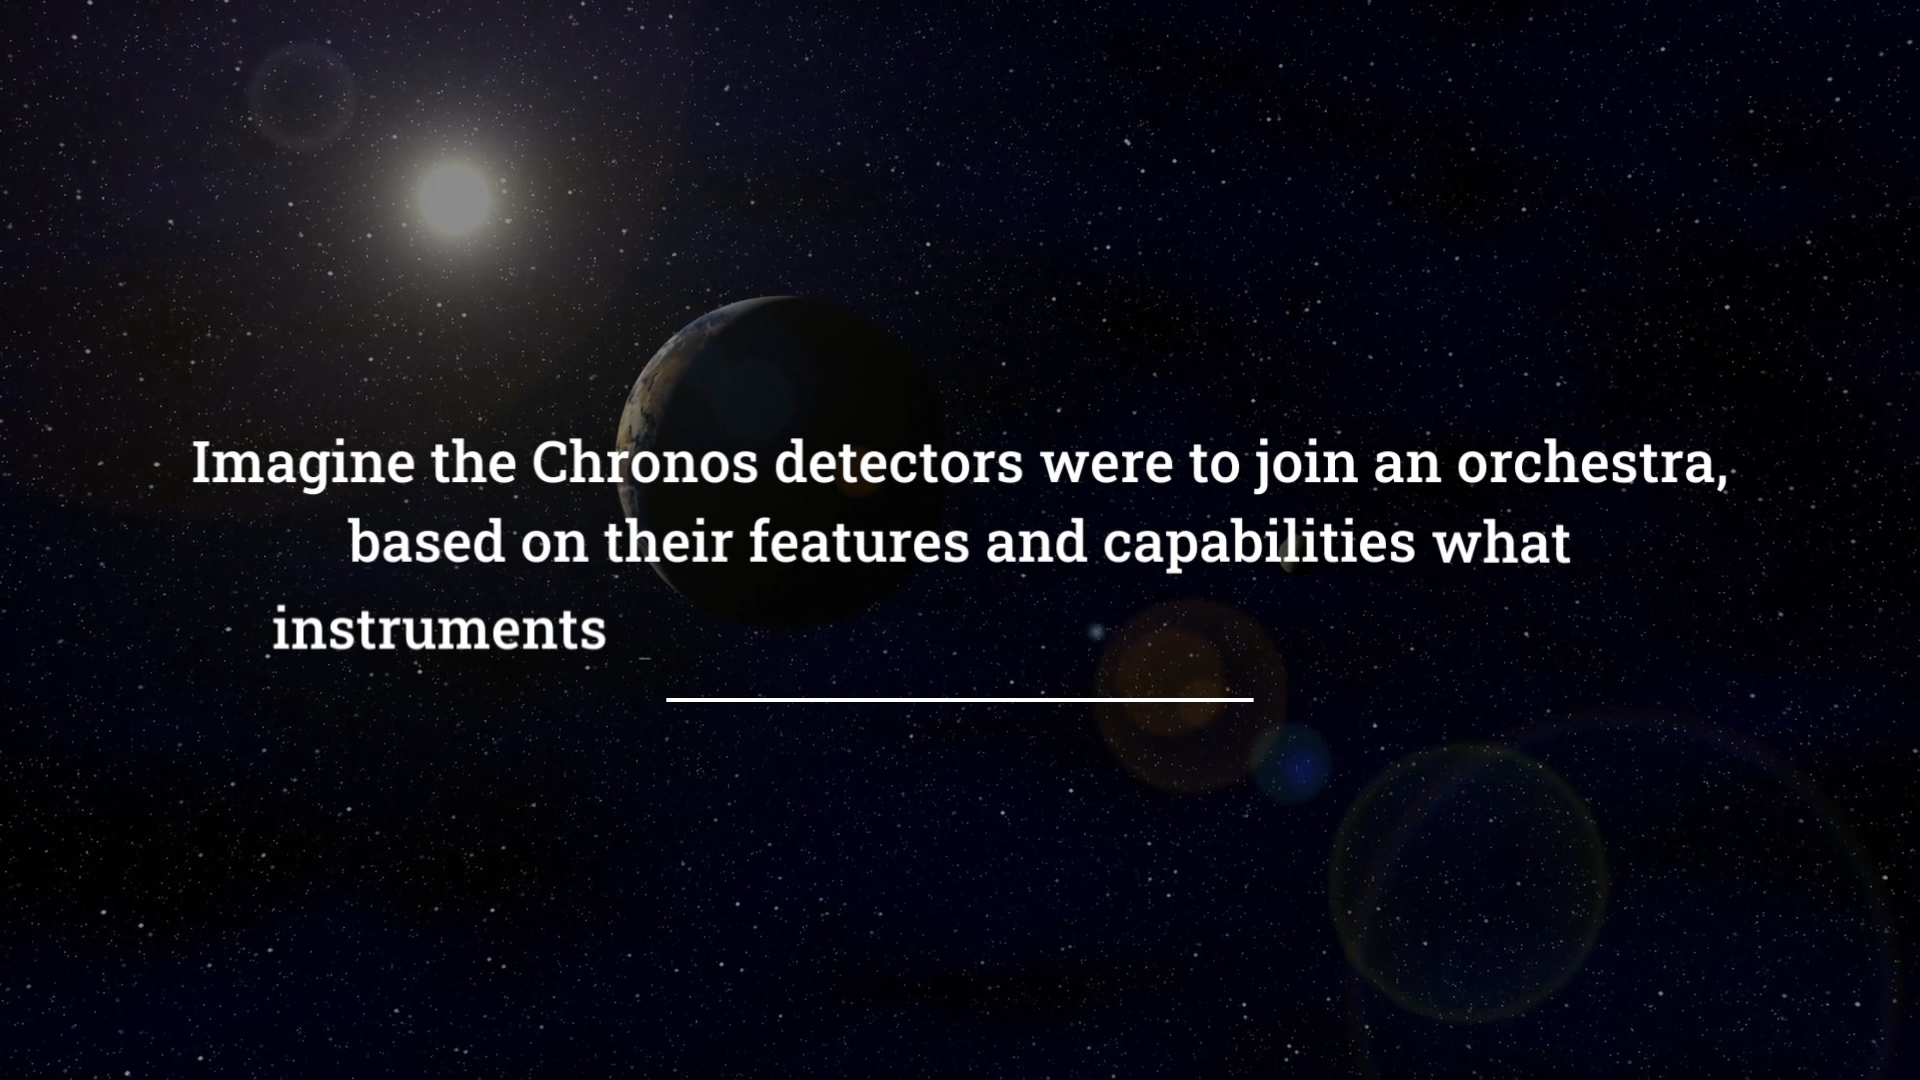 Imagine the Chronos detectors were to join an orchestra,
based on their features and capabilities what
instruments